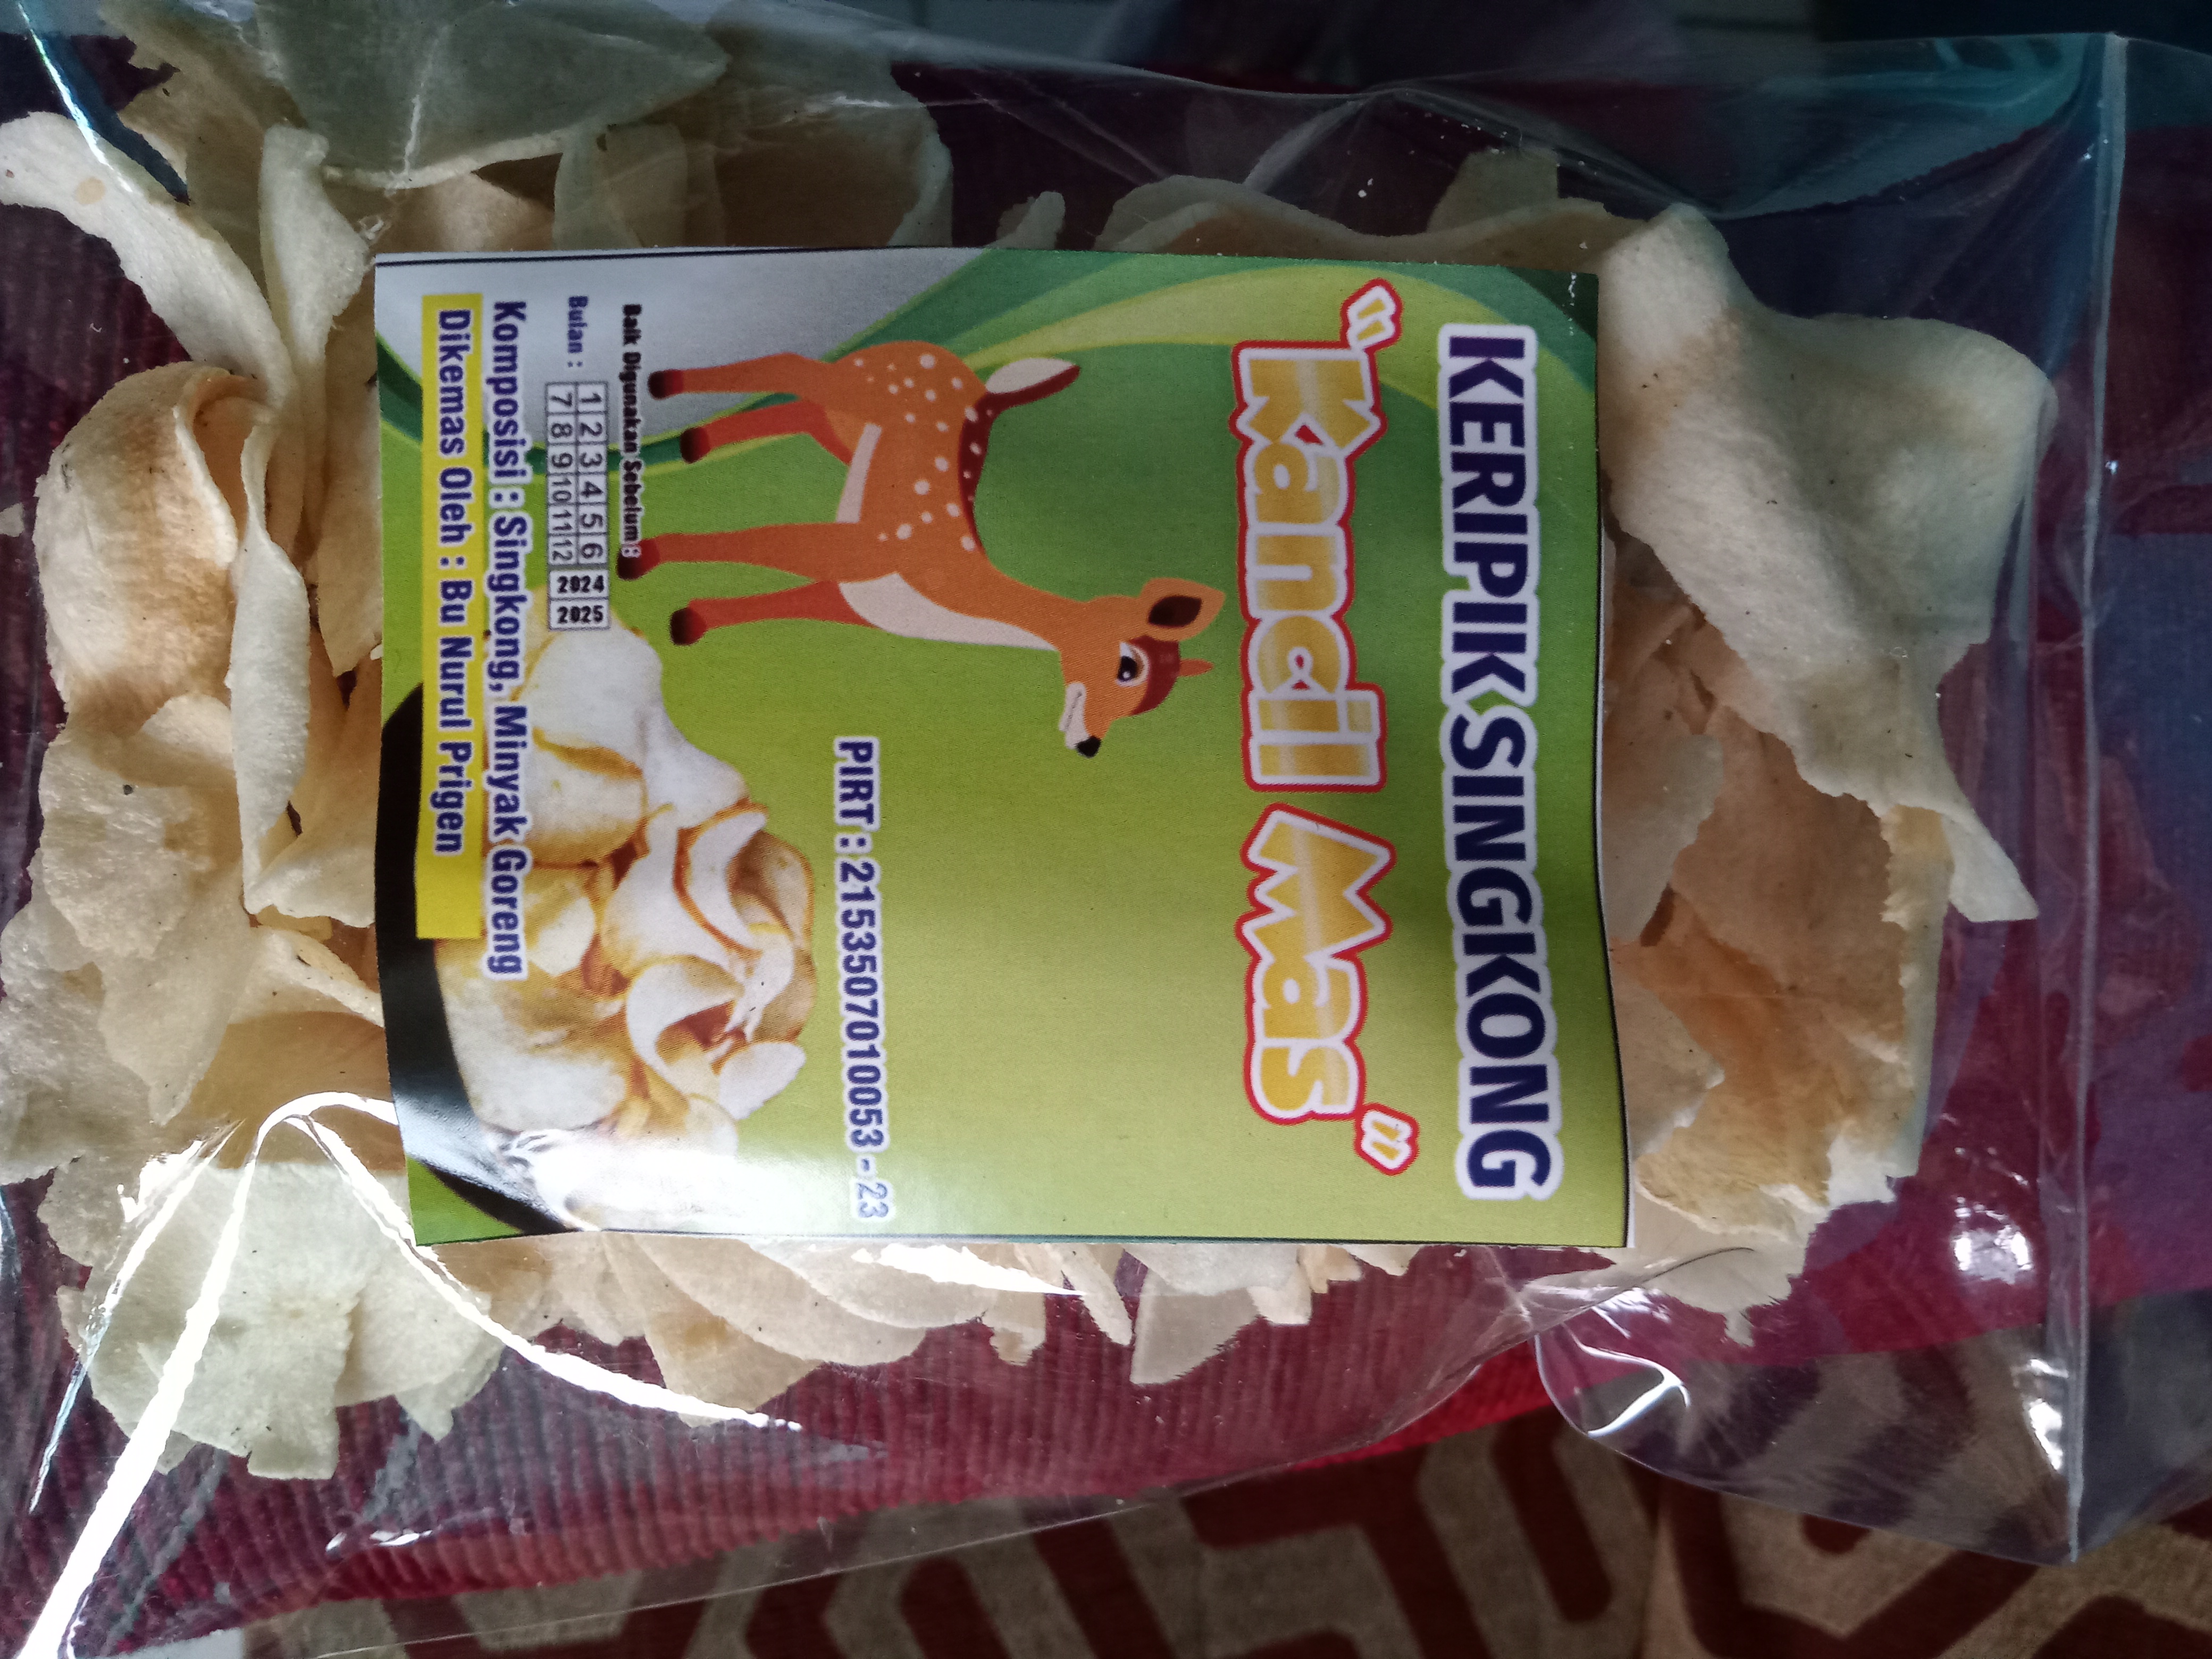 KERIPIK SINGKONG
"Kancil Mas"
PIRT : 2153507010053 - 23
Baik Digunakan Sebelum :
Bulan :
1 2 3 4 5 6 2024
7 8 9 10 11 12 2025
Komposisi : Singkong, Minyak Goreng
Dikemas Oleh : Bu Nurul Prigen